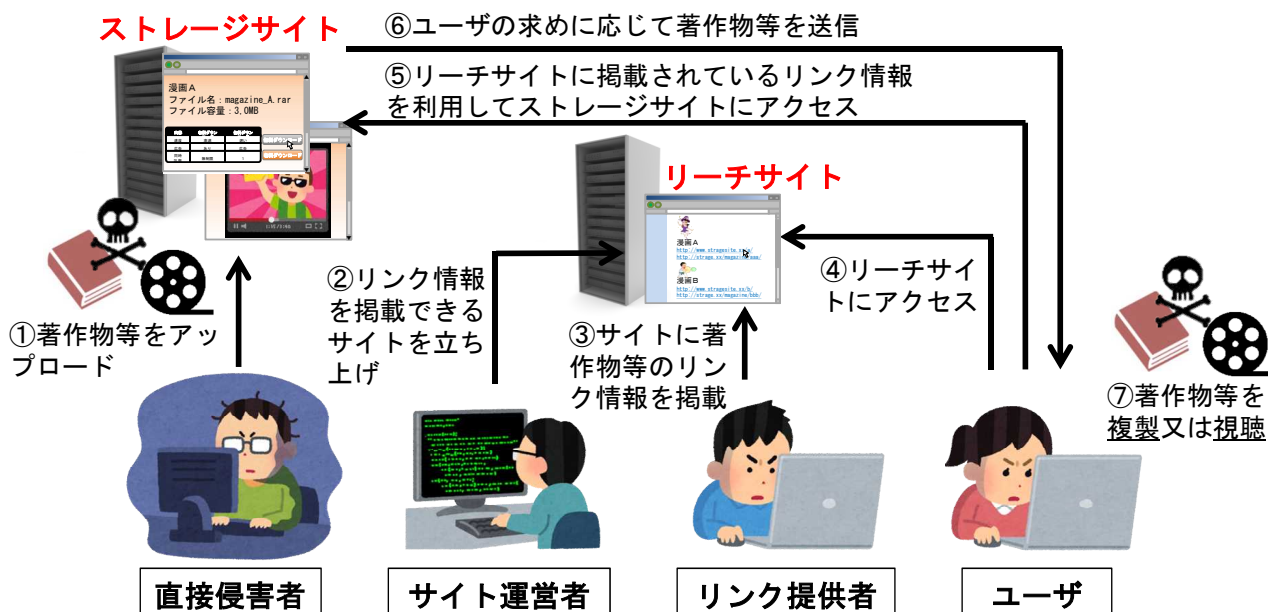 ストレージサイト
⑥ユーザの求めに応じて著作物等を送信
⑤リーチサイトに掲載されているリンク情報
を利用してストレージサイトにアクセス
漫画A
ファイル名：magazine_A.rar
ファイル容量：3.0MB
リーチサイト
漫画A
漫画B
http://www.stragesite.xx/b/
http://strage.xx/magazine/bbb/
①著作物等をアッ
プロード
②リンク情報
を掲載できる
サイトを立ち
上げ
③サイトに著
作物等のリン
ク情報を掲載
④リーチサイ
トにアクセス
⑦著作物等を
複製又は視聴
直接侵害者
サイト運営者
リンク提供者
ユーザ